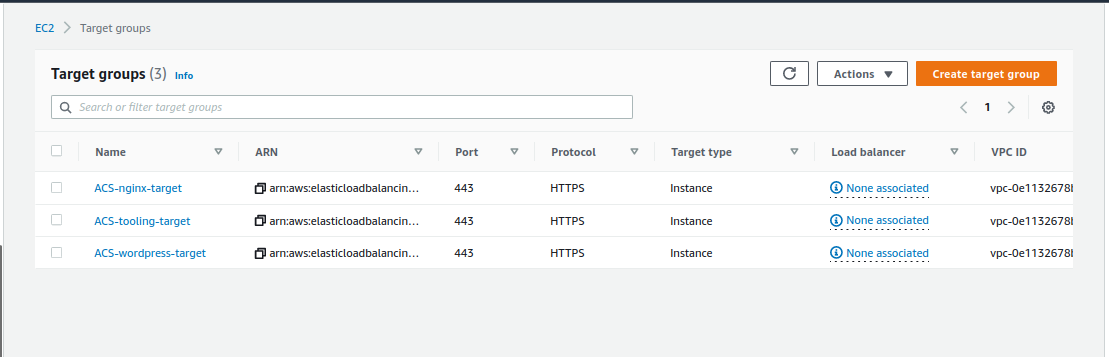 EC2 > Target groups
Target groups (3) Info
Actions
Create target group
Search or filter target groups
1
Name ARN Port Protocol Target type Load balancer VPC ID
ACS-nginx-target arn:aws:elasticloadbalancin... 443 HTTPS Instance None associated vpc-0e1132678
ACS-tooling-target arn:aws:elasticloadbalancin... 443 HTTPS Instance None associated vpc-0e1132678
ACS-wordpress-target arn:aws:elasticloadbalancin... 443 HTTPS Instance None associated vpc-0e1132678